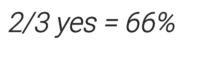 2/3 yes = 66%